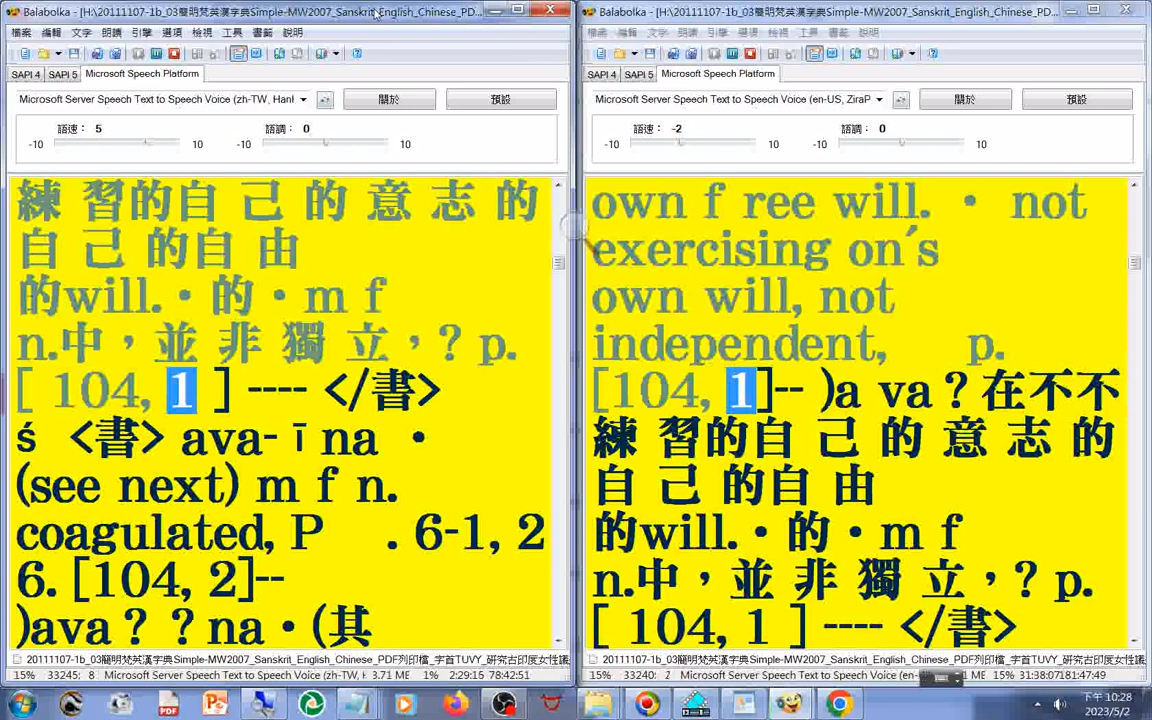 Balabolka - [H:\20111107-1b_03簡明梵英漢字典Simple-MW2007_Sanskrit_English_Chinese_PD...
檔案 編輯 文字 朗讀 引擎 選項 檢視 工具 書籤 說明
SAPI 4 SAPI 5 Microsoft Speech Platform
Microsoft Server Speech Text to Speech Voice (zh-TW, Hanl
關於 預設
語速： 5 語調： 0
-10 10 -10 10
練 習的自 己 的 意 志 的
自 己 的自 由
的will.・的・m f
n.中，並 非 獨 立，? p.
[ 104, 1 ] ---- </書>
ś <書> ava- ī na •
(see next) m f n.
coagulated, P . 6-1, 2
6. [104, 2]--
)ava？？na・(其
20111107-1b_03簡明梵英漢字典Simple-MW2007_Sanskrit_English_Chinese_PDF列印檔_字首TUVY_研究古印度女性議
15% 33245: 8 Microsoft Server Speech Text to Speech Voice (zh-TW, H 3.71 ME 1% 2:29:15 78:42:51
Balabolka - [H:\20111107-1b_03簡明梵英漢字典Simple-MW2007_Sanskrit_English_Chinese_PD...
檔案 編輯 文字 朗讀 引擎 選項 檢視 工具 書籤 說明
SAPI 4 SAPI 5 Microsoft Speech Platform
Microsoft Server Speech Text to Speech Voice (en-US, ZiraP
關於 預設
語速： -2 語調： 0
-10 10 -10 10
own f ree will. • not
exercising on´s
own will, not
independent, p.
[104, 1]-- )a va？在不不
練 習的自 己 的 意 志 的
自 己 的自 由
的will.・的・m f
n.中，並 非 獨 立，? p.
[ 104, 1 ] ---- </書>
20111107-1b_03簡明梵英漢字典Simple-MW2007_Sanskrit_English_Chinese_PDF列印檔_字首TUVY_研究古印度女性議
15% 33240: 2 Microsoft Server Speech Text to Speech Voice (en-U 15% 31:38:07
下午 10:28
2023/5/2